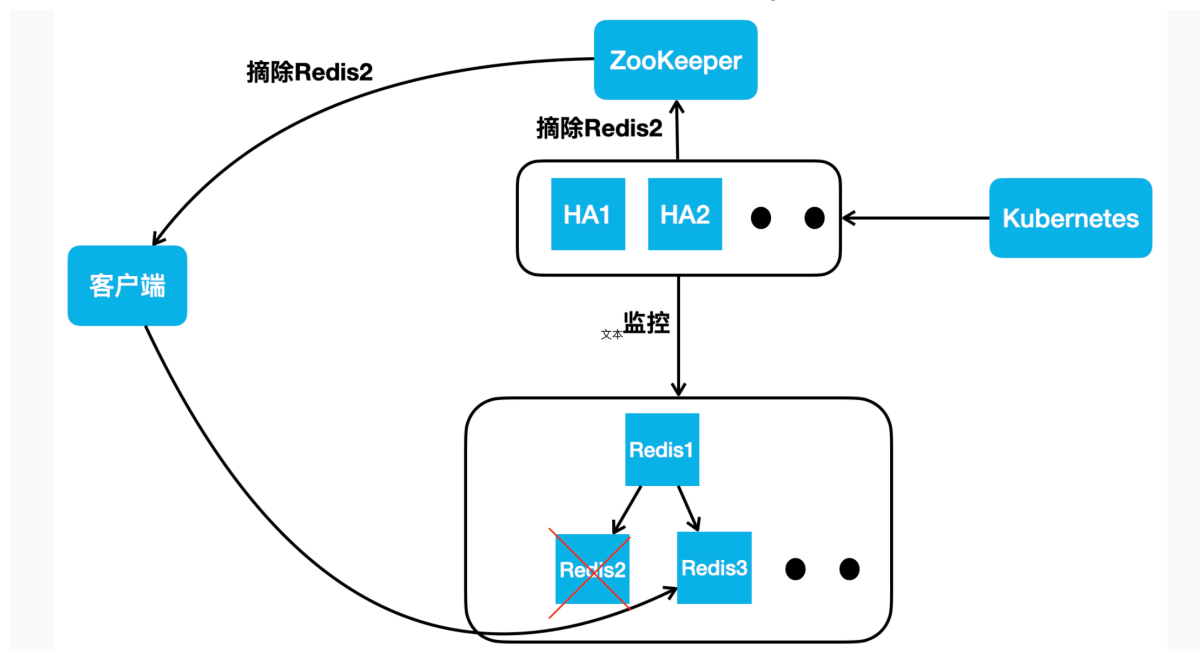 ZooKeeper
摘除Redis2
摘除Redis2
HA1
HA2
Kubernetes
客户端
监控
文本
Redis1
Redis2
Redis3